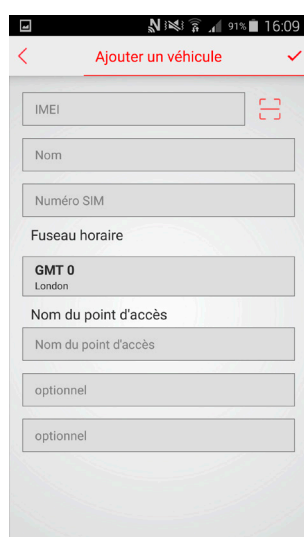 91% 16:09
Ajouter un véhicule
IMEI
Nom
Numéro SIM
Fuseau horaire
GMT 0
London
Nom du point d'accès
Nom du point d'accès
optionnel
optionnel